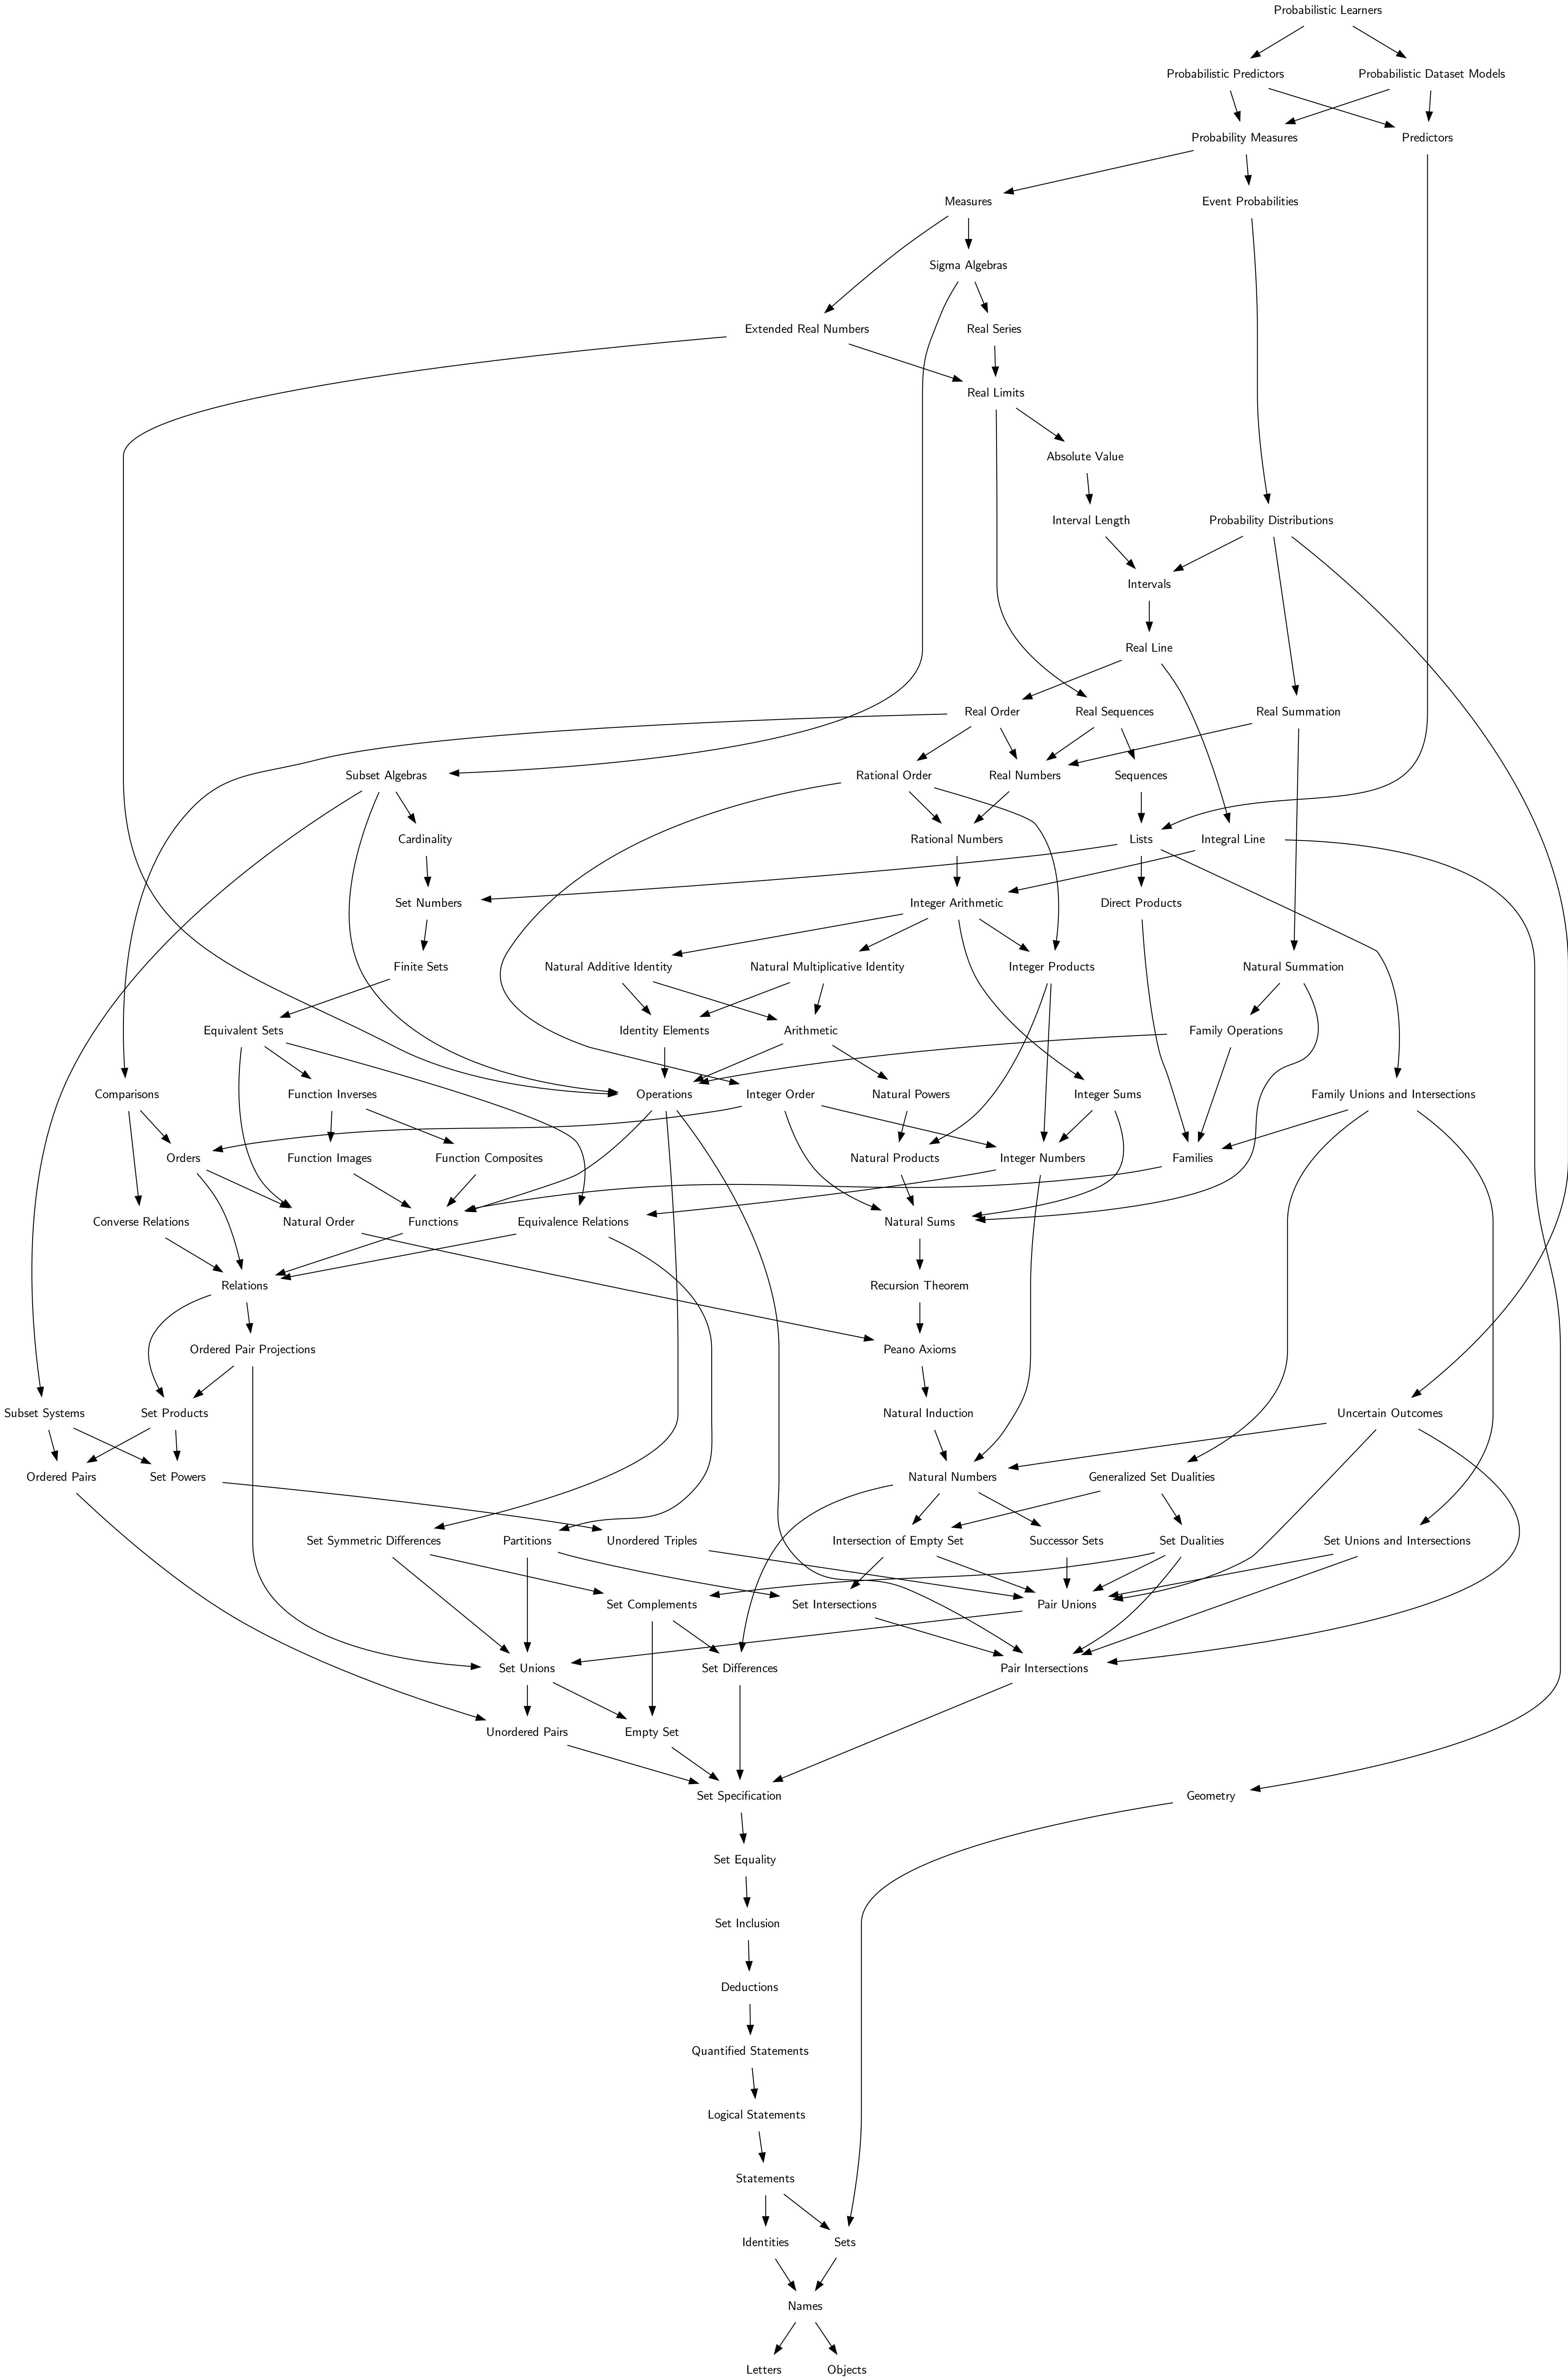 Probabilistic Learners
Probabilistic Predictors
Probabilistic Dataset Models
Probability Measures
Predictors
Measures
Event Probabilities
Sigma Algebras
Extended Real Numbers
Real Series
Real Limits
Absolute Value
Interval Length
Probability Distributions
Intervals
Real Line
Real Order
Real Sequences
Real Summation
Subset Algebras
Rational Order
Real Numbers
Sequences
Cardinality
Rational Numbers
Lists
Integral Line
Set Numbers
Integer Arithmetic
Direct Products
Finite Sets
Natural Additive Identity
Natural Multiplicative Identity
Integer Products
Natural Summation
Equivalent Sets
Identity Elements
Arithmetic
Family Operations
Comparisons
Function Inverses
Operations
Integer Order
Natural Powers
Integer Sums
Family Unions and Intersections
Orders
Function Images
Function Composites
Natural Products
Integer Numbers
Families
Converse Relations
Natural Order
Functions
Equivalence Relations
Natural Sums
Relations
Recursion Theorem
Ordered Pair Projections
Peano Axioms
Subset Systems
Set Products
Natural Induction
Uncertain Outcomes
Ordered Pairs
Set Powers
Natural Numbers
Generalized Set Dualities
Set Symmetric Differences
Partitions
Unordered Triples
Intersection of Empty Set
Successor Sets
Set Dualities
Set Unions and Intersections
Set Complements
Set Intersections
Pair Unions
Set Unions
Set Differences
Pair Intersections
Unordered Pairs
Empty Set
Set Specification
Geometry
Set Equality
Set Inclusion
Deductions
Quantified Statements
Logical Statements
Statements
Identities
Sets
Names
Letters
Objects